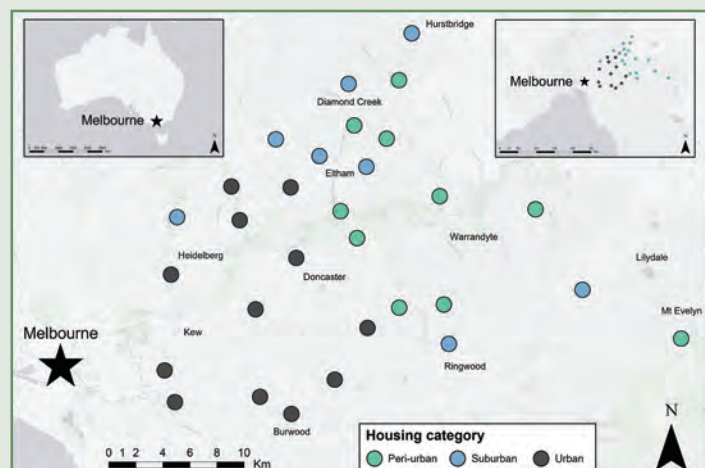 Hurstbridge
Melbourne
N
Melbourne
N
Diamond Creek
Eltham
Warrandyte
Heidelberg
Doncaster
Lilydale
Mt Evelyn
Melbourne
Kew
Ringwood
Burwood
N
0 1 2 4 6 8 10
Km
Housing category
Peri-urban Suburban Urban